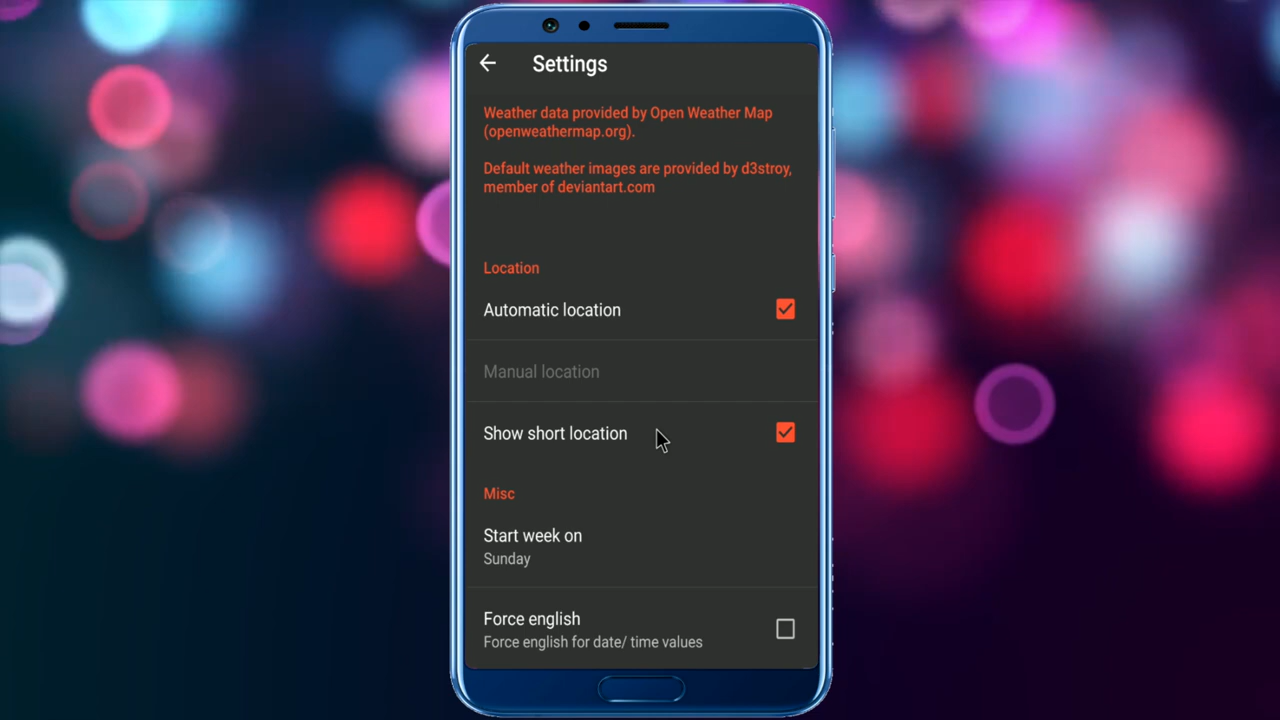 Settings
Weather data provided by Open Weather Map
(openweathermap.org).
Default weather images are provided by d3stroy,
member of deviantart.com
Location
Automatic location
Manual location
Show short location
Misc
Start week on
Sunday
Force english
Force english for date/ time values